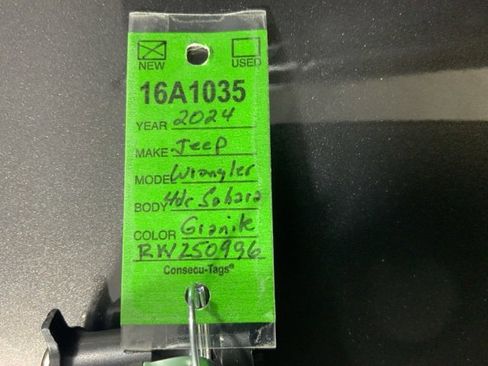 NEW USED
16A1035
YEAR 2024
MAKE Jeep
MODEL Wrangler
BODY 4dr Sahara
COLOR Granite
RW250996
Consecu-Tags®